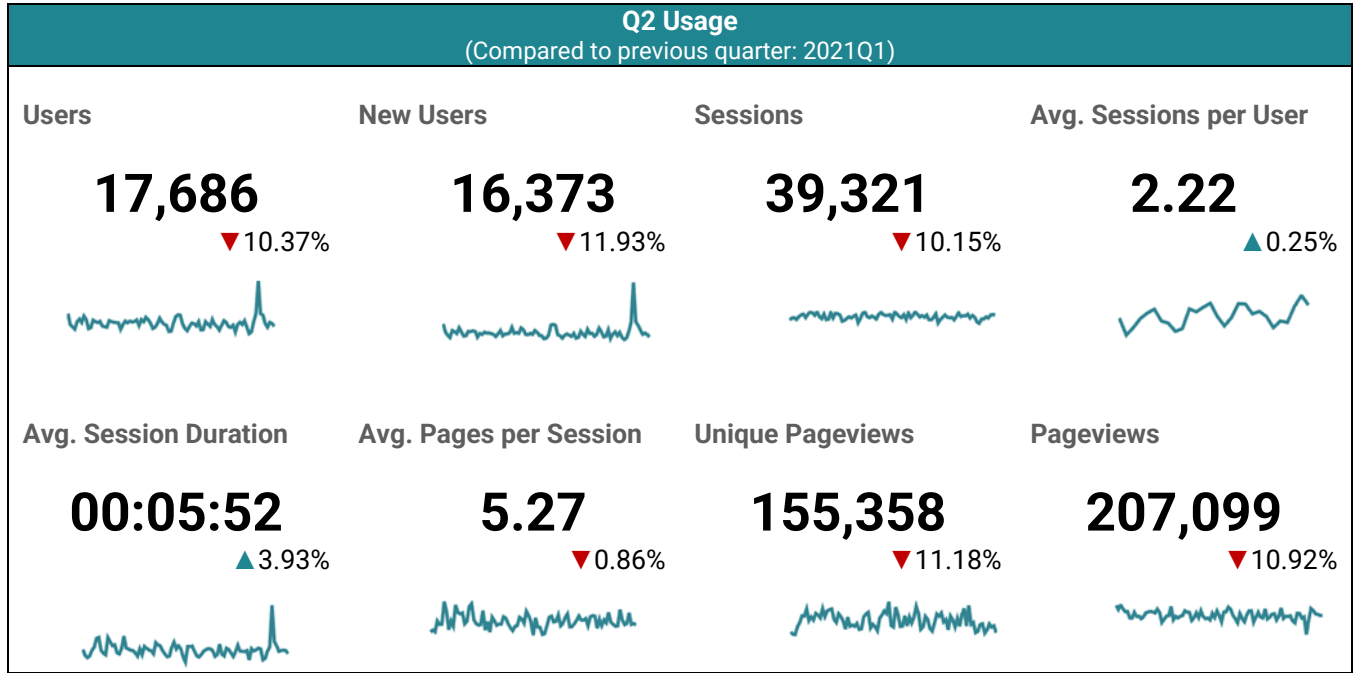 Q2 Usage
(Compared to previous quarter: 2021Q1)
Users
17,686
▼10.37%
New Users
16,373
▼11.93%
Sessions
39,321
▼10.15%
Avg. Sessions per User
2.22
▲0.25%
Avg. Session Duration
00:05:52
▲3.93%
Avg. Pages per Session
5.27
▼0.86%
Unique Pageviews
155,358
▼11.18%
Pageviews
207,099
▼10.92%